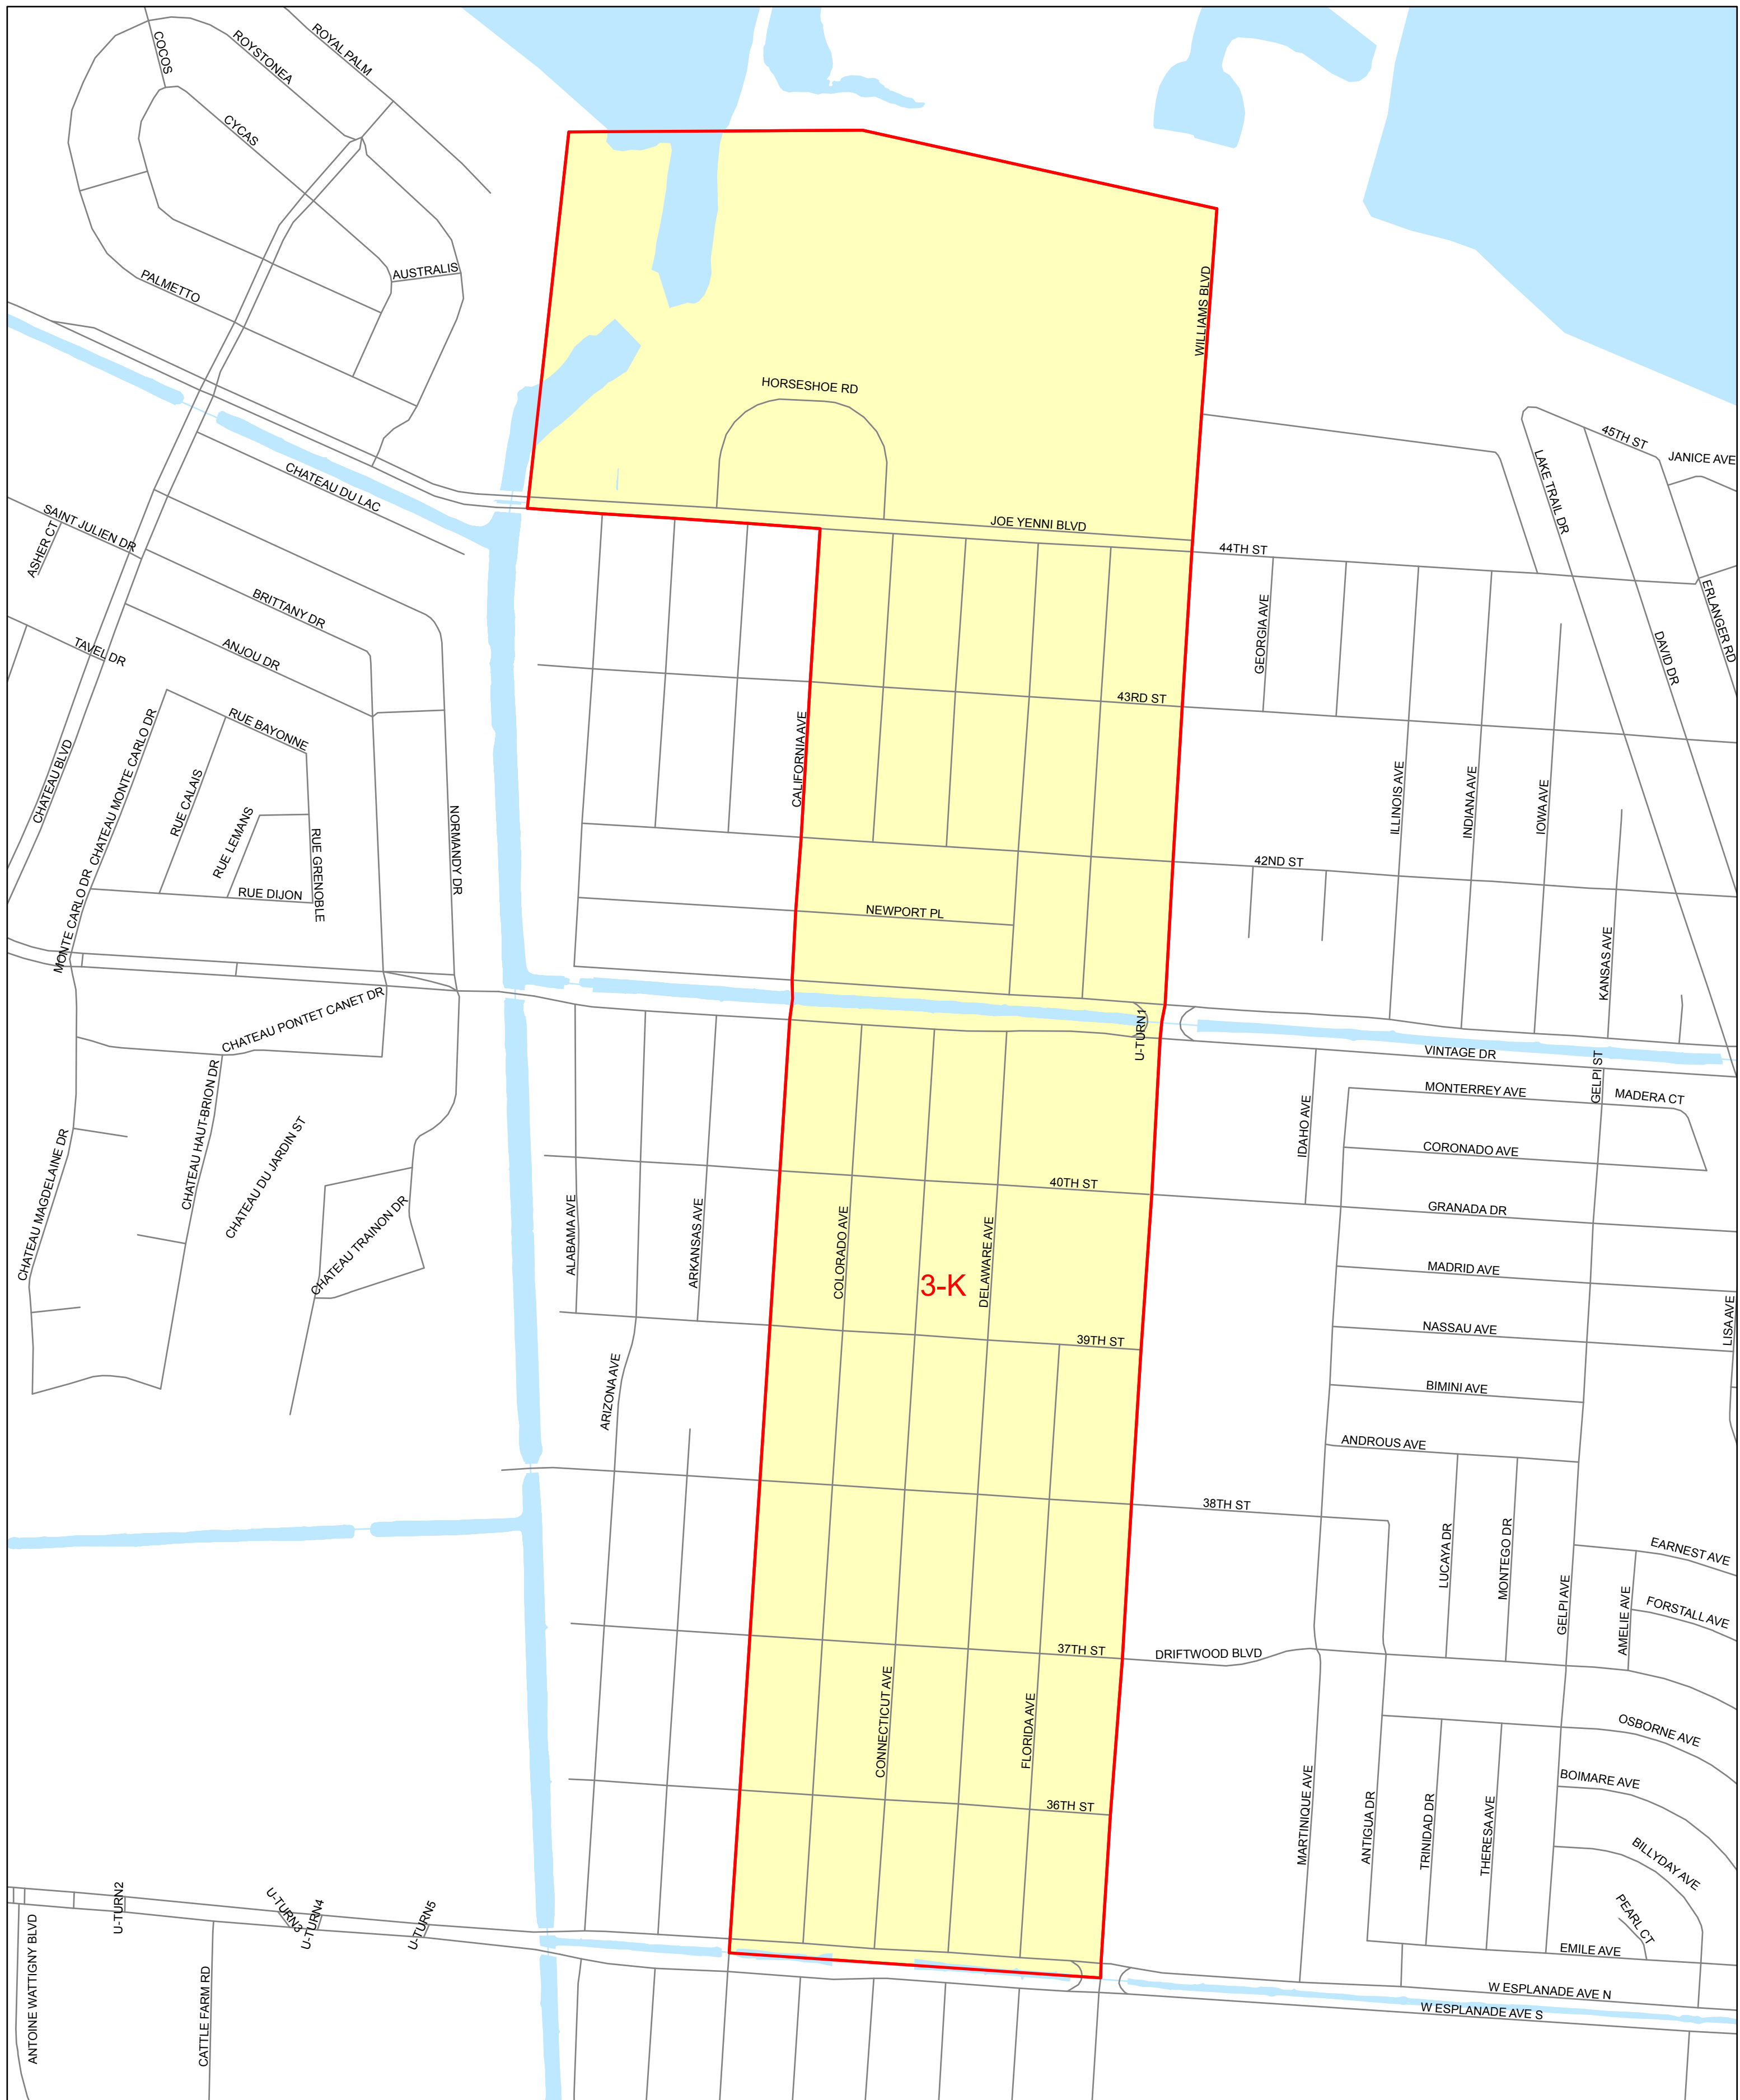 ROYAL PALM
COCOS
ROYSTONEA
CYCAS
AUSTRALIS
PALMETTO
WILLIAMS BLVD
HORSESHOE RD
45TH ST
JANICE AVE
LAKE TRAIL DR
CHATEAU DU LAC
SAINT JULIEN DR
ASHER CT
JOE YENNI BLVD
44TH ST
ERLANGER RD
DAVID DR
BRITTANY DR
GEORGIA AVE
TAVEL DR
ANJOU DR
43RD ST
RUE BAYONNE
CHATEAU BLVD
CHATEAU MONTE CARLO DR
CALIFORNIA AVE
RUE CALAIS
ILLINOIS AVE
INDIANA AVE
IOWA AVE
RUE LEMANS
RUE GRENOBLE
NORMANDY DR
42ND ST
RUE DIJON
MONTE CARLO DR
NEWPORT PL
KANSAS AVE
CHATEAU PONTET CANET DR
U-TURN1
VINTAGE DR
GELPI ST
MONTERREY AVE
MADERA CT
CHATEAU HAUT-BRION DR
IDAHO AVE
CORONADO AVE
CHATEAU DU JARDIN ST
CHATEAU MAGDELAINE DR
40TH ST
GRANADA DR
CHATEAU TRAINON DR
ALABAMA AVE
ARKANSAS AVE
COLORADO AVE
DELAWARE AVE
MADRID AVE
3-K
LISA AVE
NASSAU AVE
39TH ST
ARIZONA AVE
BIMINI AVE
ANDROUS AVE
38TH ST
LUCAYA DR
MONTEGO DR
EARNEST AVE
GELPI AVE
AMELIE AVE
FORSTALL AVE
37TH ST
DRIFTWOOD BLVD
CONNECTICUT AVE
FLORIDA AVE
OSBORNE AVE
BOIMARE AVE
36TH ST
MARTINIQUE AVE
ANTIGUA DR
TRINIDAD DR
THERESA AVE
BILLYDAY AVE
PEARL CT
U-TURN2
U-TURN3
U-TURN4
U-TURN5
EMILE AVE
ANTOINE WATTIGNY BLVD
CATTLE FARM RD
W ESPLANADE AVE N
W ESPLANADE AVE S